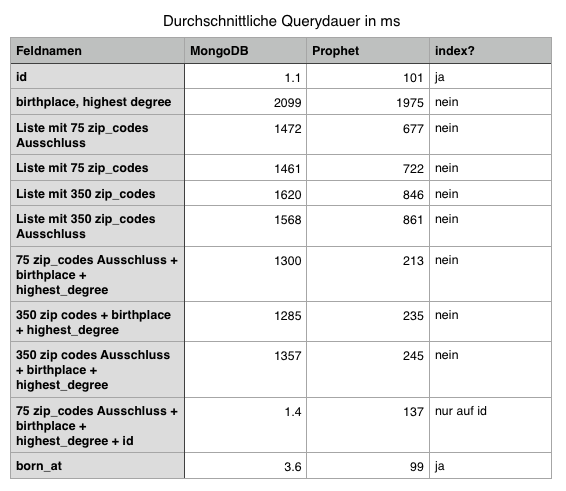 Durchschnittliche Querydauer in ms
Feldnamen MongoDB Prophet index?
id 1.1 101 ja
birthplace, highest degree 2099 1975 nein
Liste mit 75 zip_codes 1472 677 nein
Ausschluss
Liste mit 75 zip_codes 1461 722 nein
Liste mit 350 zip_codes 1620 846 nein
Liste mit 350 zip_codes 1568 861 nein
Ausschluss
75 zip_codes Ausschluss + 1300 213 nein
birthplace +
highest_degree
350 zip codes + birthplace 1285 235 nein
+ highest_degree
350 zip codes Ausschluss 1357 245 nein
+ birthplace +
highest_degree
75 zip_codes Ausschluss + 1.4 137 nur auf id
birthplace +
highest_degree + id
born_at 3.6 99 ja